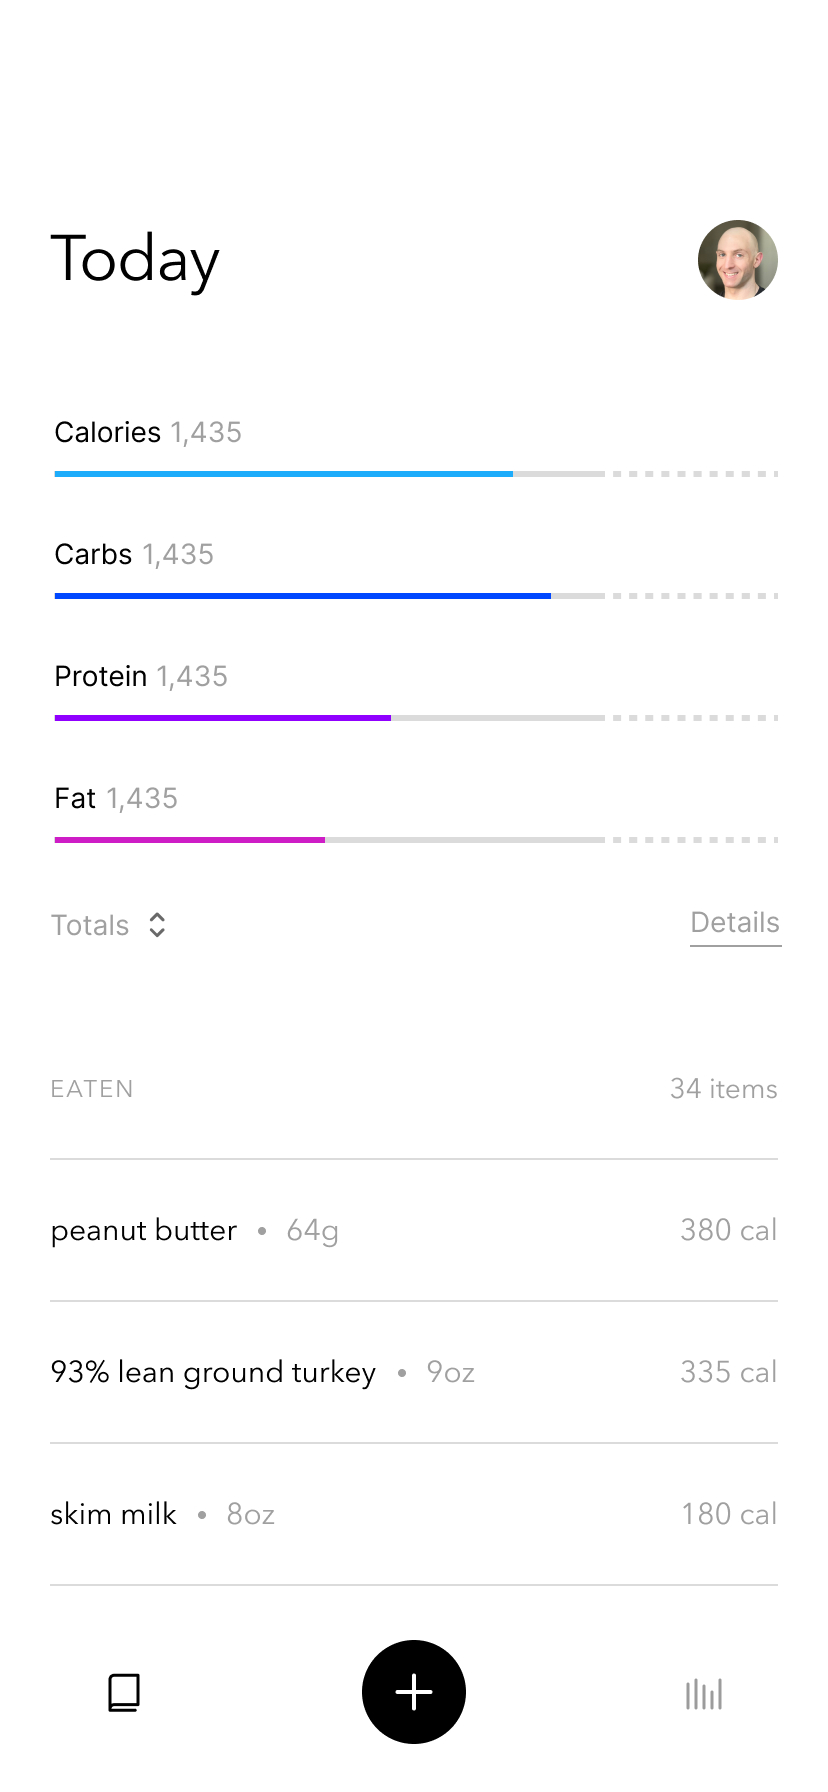 Today
Calories 1,435
Carbs 1,435
Protein 1,435
Fat 1,435
Totals Details
EATEN 34 items
peanut butter • 64g 380 cal
93% lean ground turkey • 9oz 335 cal
skim milk • 8oz 180 cal